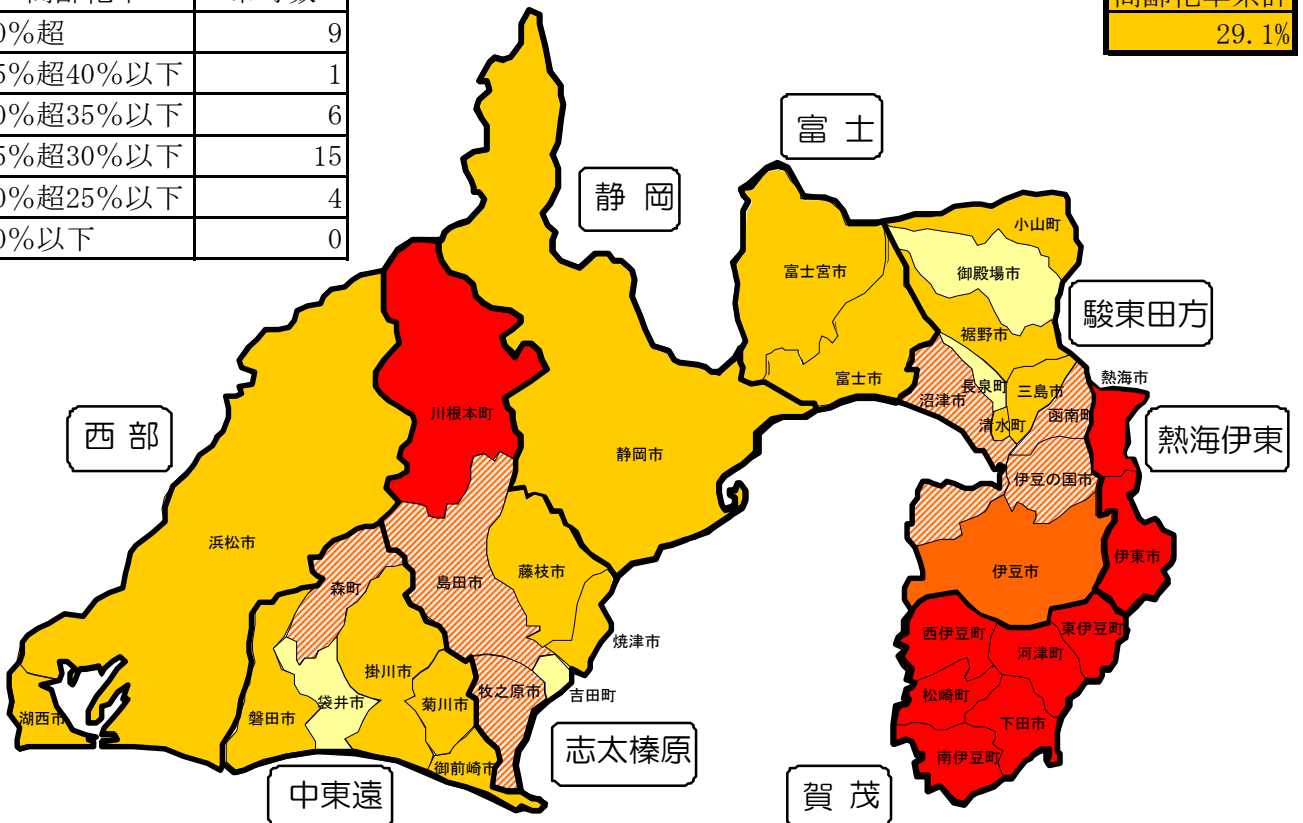 0%超 9
5%超40%以下 1
0%超35%以下 6
5%超30%以下 15
0%超25%以下 4
0%以下 0
29.1%
富 士
静 岡
小山町
富士宮市
御殿場市
駿東田方
裾野市
富士市
長泉町
三島市
熱海市
沼津市
函南町
清水町
川根本町
西 部
熱海伊東
静岡市
伊豆の国市
浜松市
伊東市
藤枝市
伊豆市
島田市
森町
焼津市
西伊豆町
東伊豆町
河津町
掛川市
牧之原市
吉田町
松崎町
袋井市
菊川市
湖西市
磐田市
下田市
志太榛原
南伊豆町
御前崎市
中東遠
賀 茂